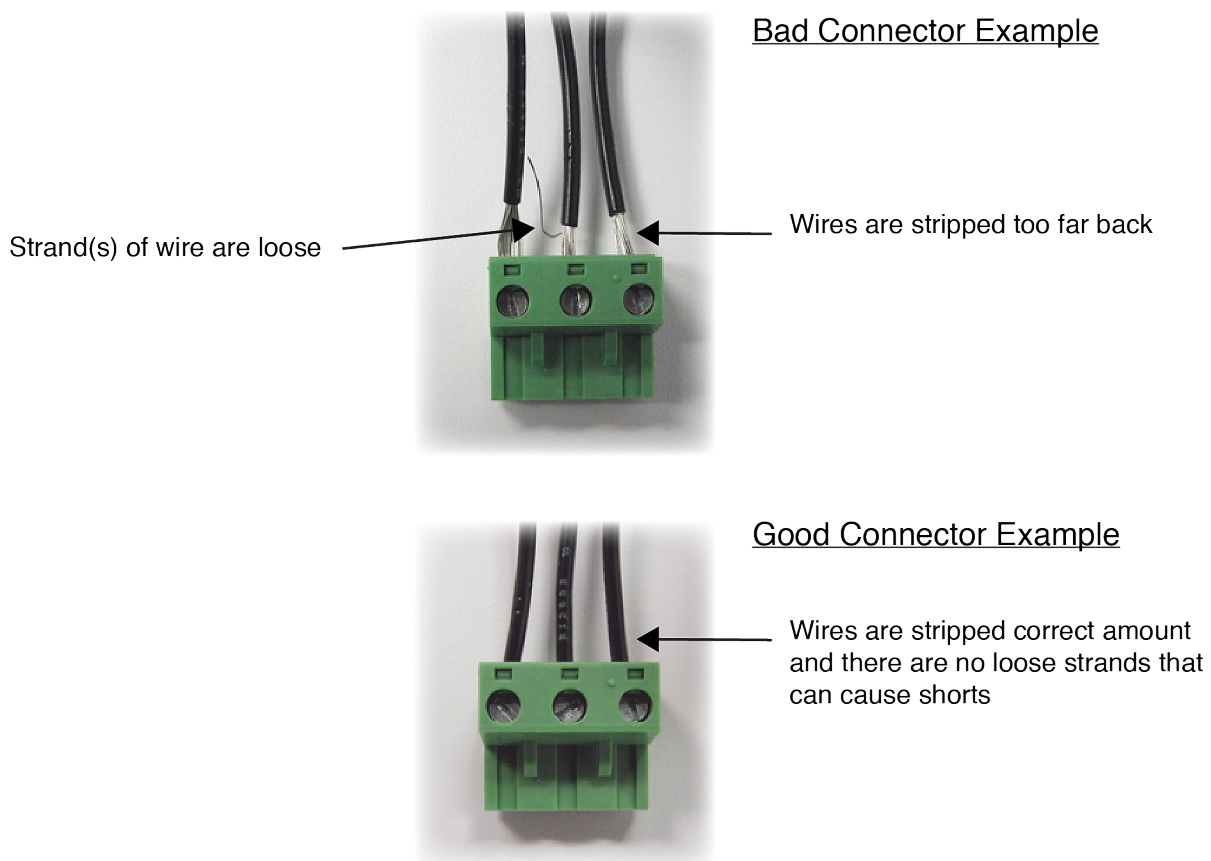 Bad Connector Example
Strand(s) of wire are loose
Wires are stripped too far back
Good Connector Example
Wires are stripped correct amount
and there are no loose strands that
can cause shorts